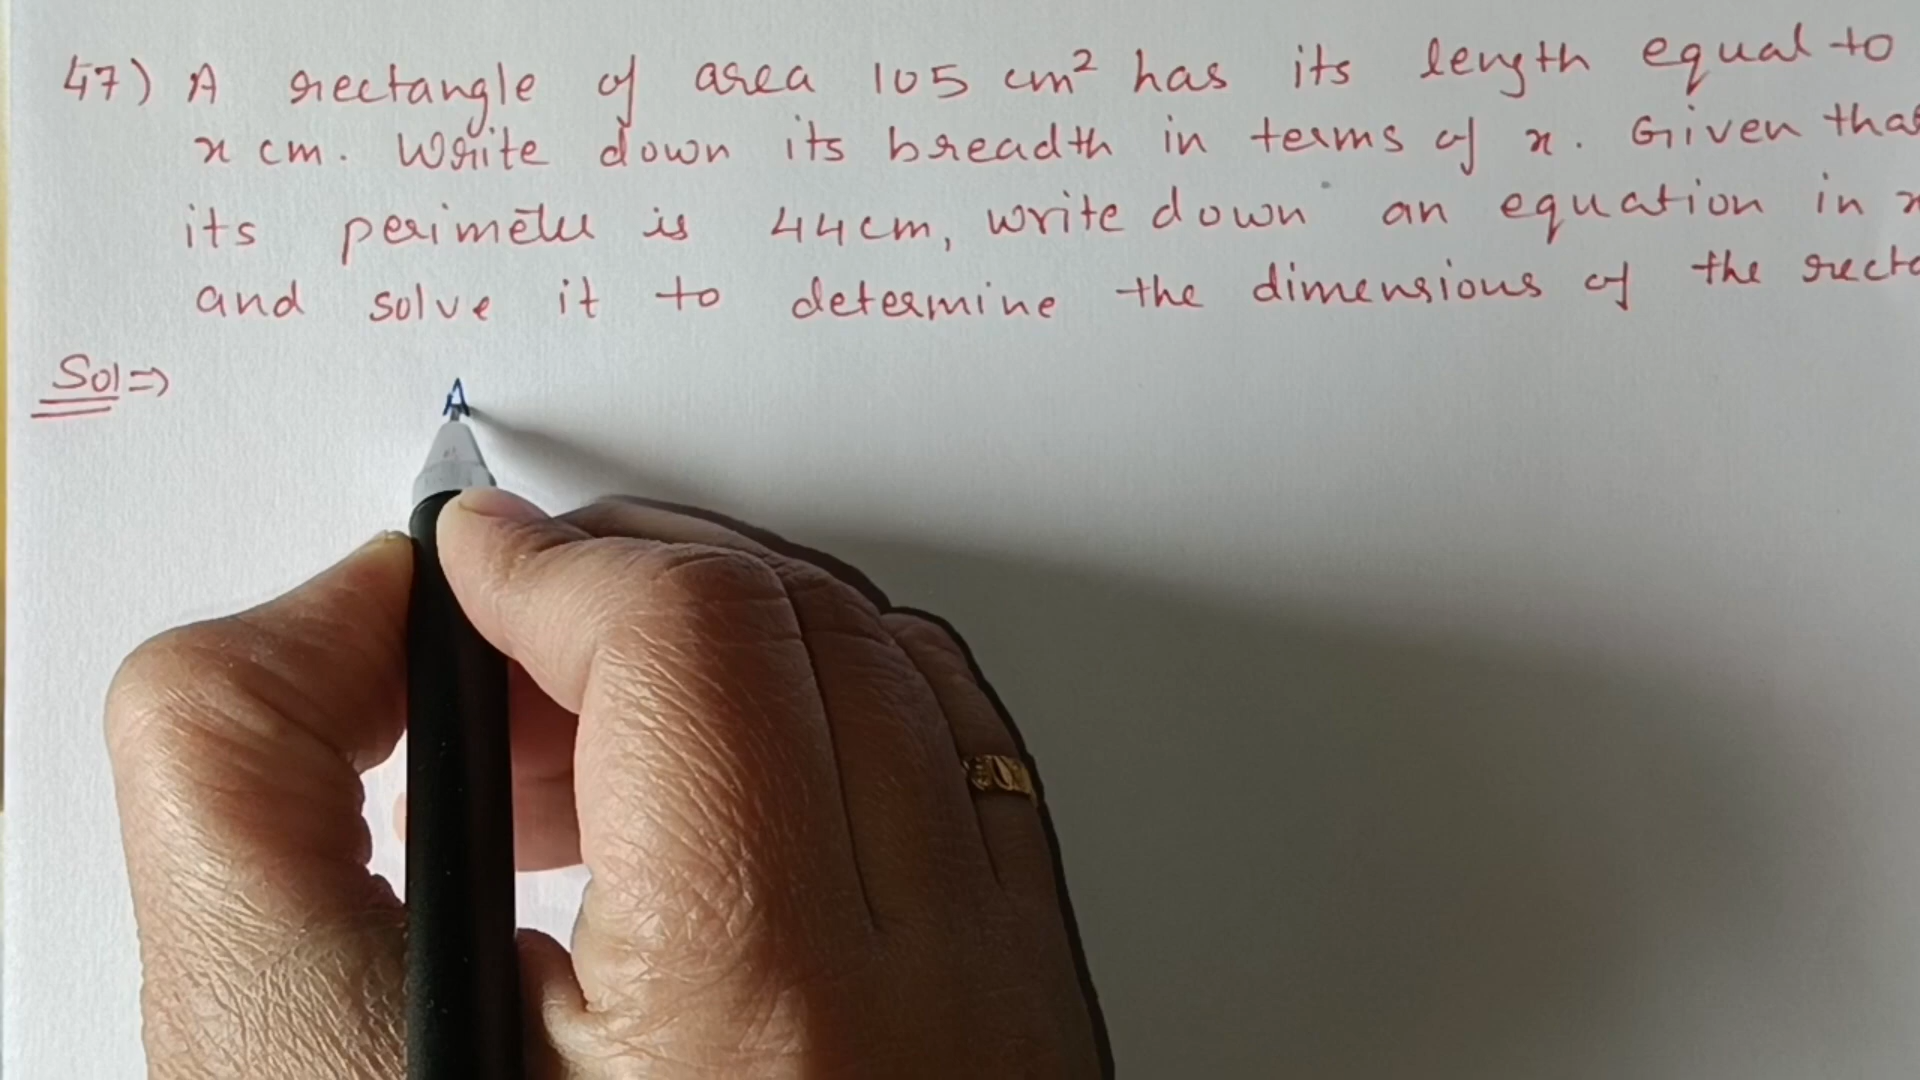 47) A rectangle of area 105 cm² has its length equal to
x cm. Write down its breadth in terms of x. Given
its perimeter is 44cm, write down an equation in x
and solve it to determine the dimensions of the
Sol ⇒
A